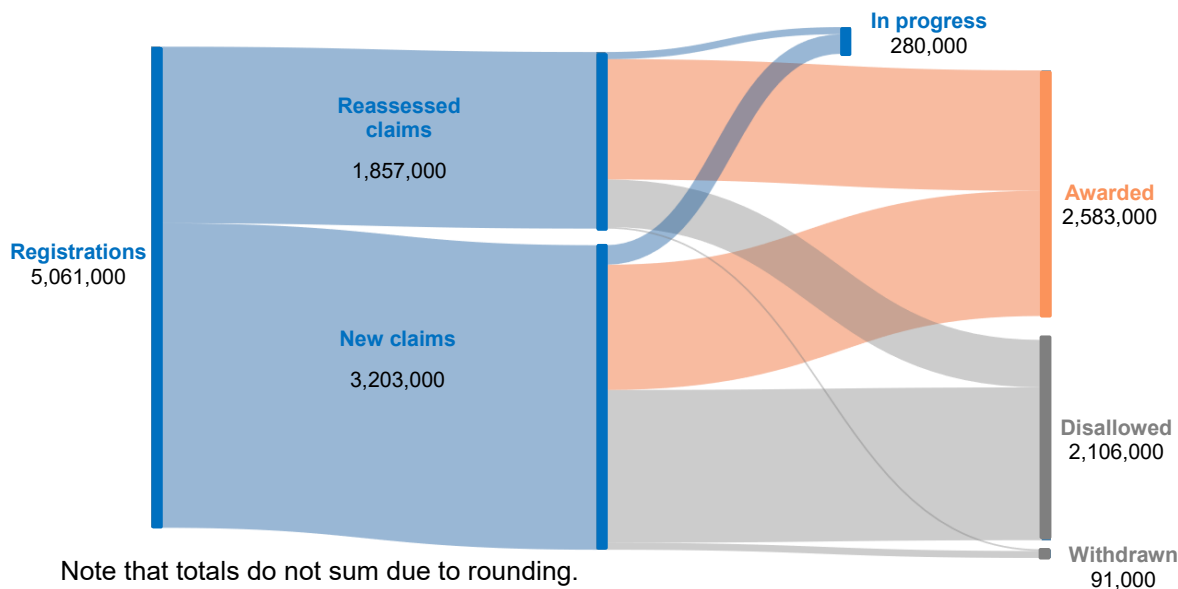 In progress
280,000
Reassessed
claims
1,857,000
Awarded
2,583,000
Registrations
5,061,000
New claims
3,203,000
Disallowed
2,106,000
Withdrawn
91,000
Note that totals do not sum due to rounding.